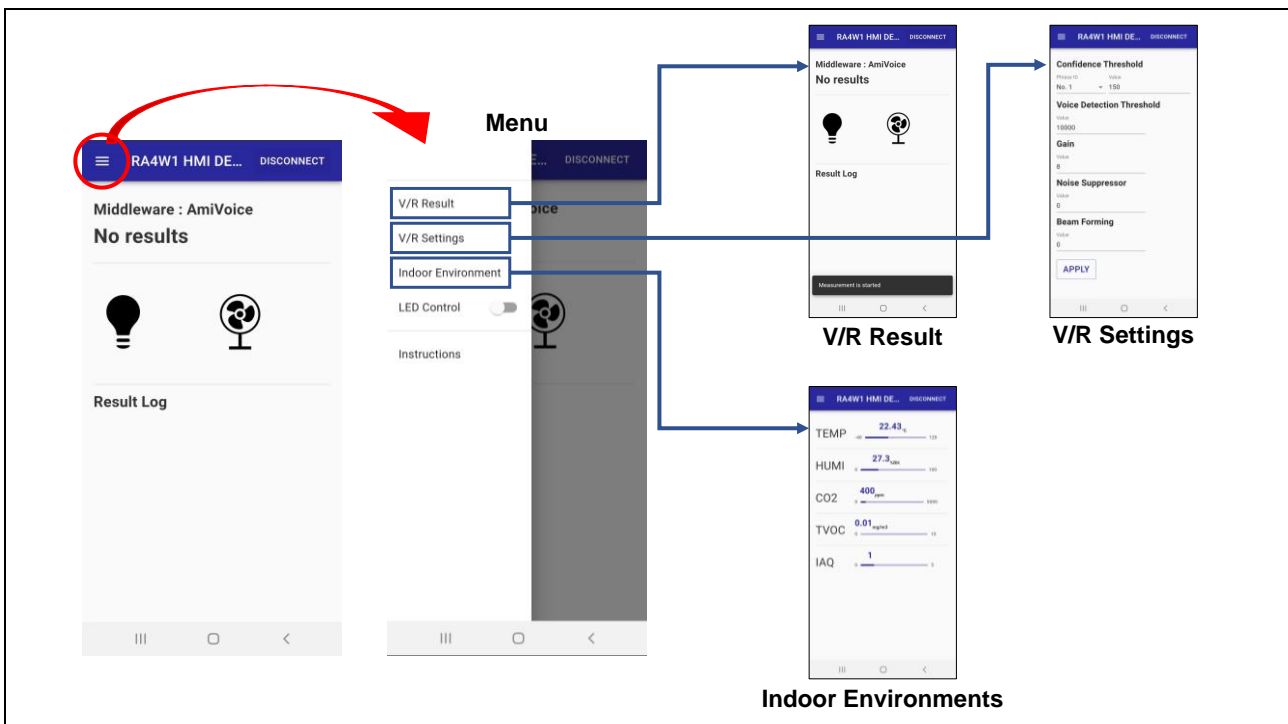 Menu
RA4W1 HMI DE... DISCONNECT
Middleware : AmiVoice
No results
Result Log
E... DISCONNECT
oice
V/R Result
V/R Settings
Indoor Environment
LED Control
Instructions
RA4W1 HMI DE... DISCONNECT
Middleware : AmiVoice
No results
Result Log
Measurement is started
V/R Result
RA4W1 HMI DE... DISCONNECT
Confidence Threshold
Phrase ID Value
No. 1 150
Voice Detection Threshold
Value
Gain
Value
8
Noise Suppressor
Value
0
Beam Forming
Value
0
APPLY
V/R Settings
RA4W1 HMI DE... DISCONNECT
TEMP 22.43
HUMI 27.3
CO2 400 ppm
TVOC 0.01 mg/m3
IAQ 1
Indoor Environments